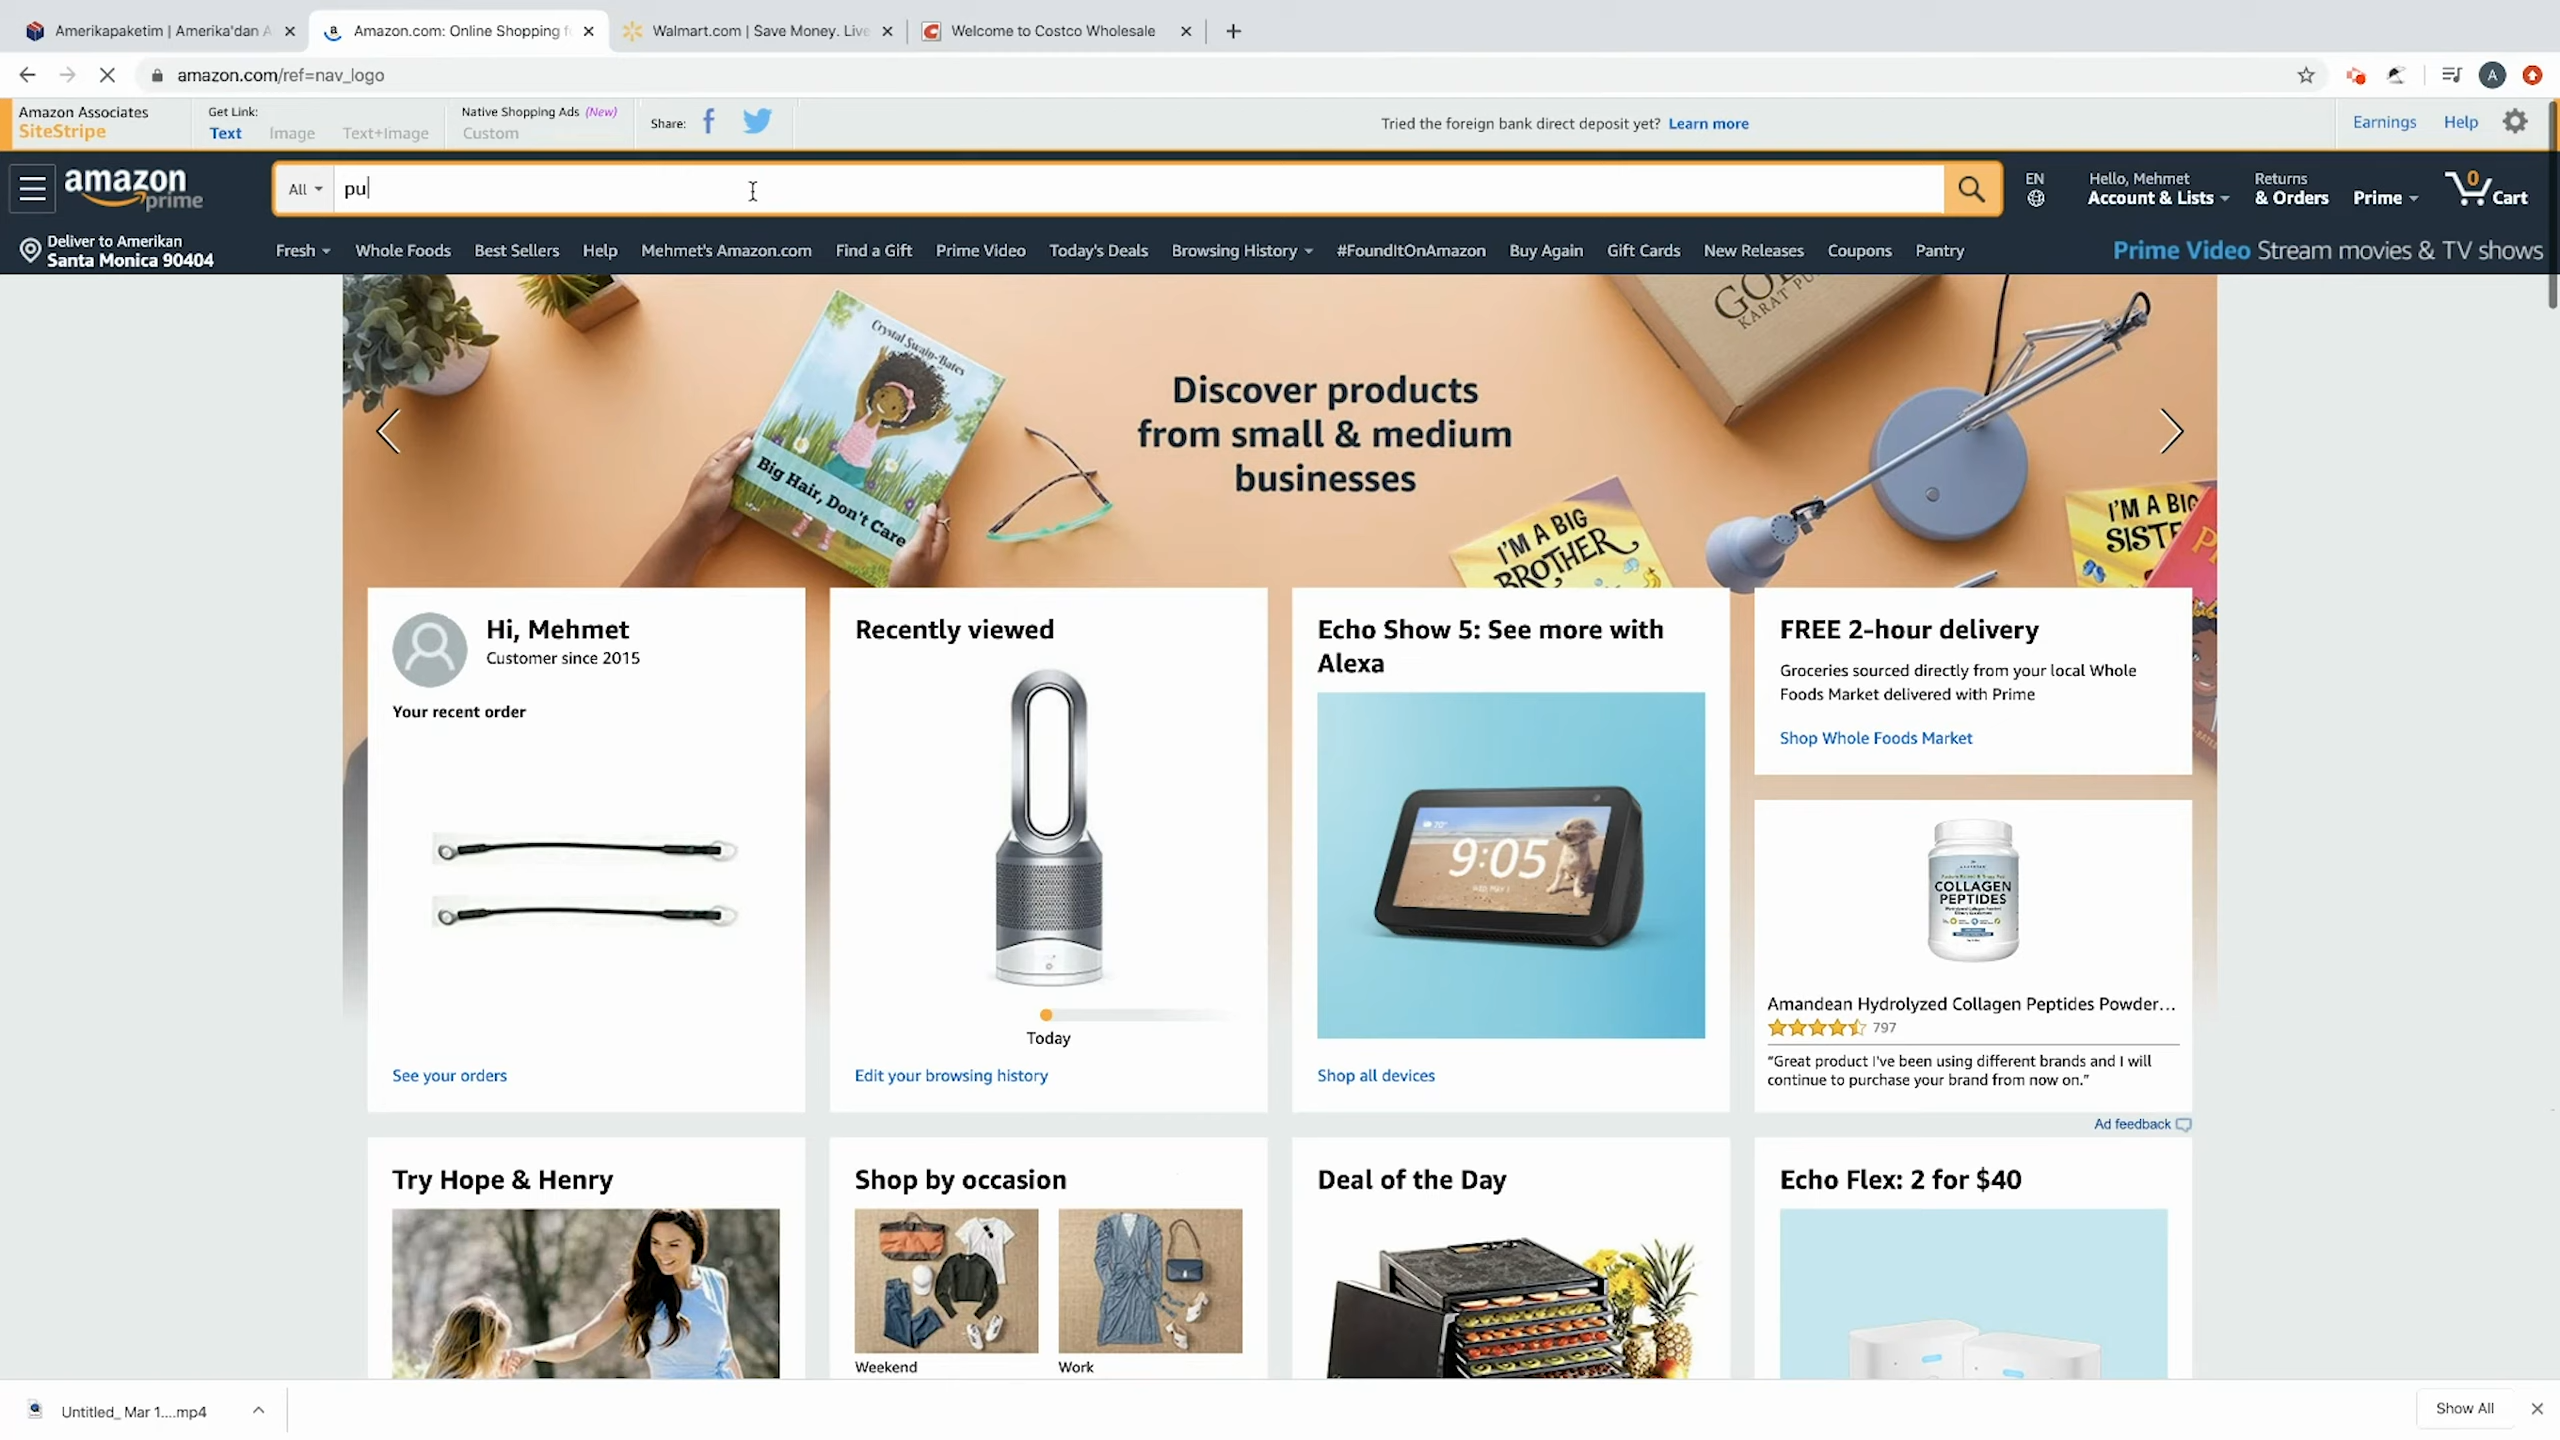 Amerikapaketim | Amerika'dan A
Amazon.com: Online Shopping f
Walmart.com | Save Money. Live
Welcome to Costco Wholesale
amazon.com/ref=nav_logo
A
Amazon Associates
SiteStripe
Get Link:
Text Image Text+Image
Native Shopping Ads (New)
Custom
Share:
Tried the foreign bank direct deposit yet? Learn more
Earnings Help
amazon
prime
All
pu
EN
Hello, Mehmet
Account & Lists
Returns
& Orders
Prime
0
Cart
Deliver to Amerikan
Santa Monica 90404
Fresh Whole Foods Best Sellers Help Mehmet's Amazon.com Find a Gift Prime Video Today's Deals Browsing History #FoundItOnAmazon Buy Again Gift Cards New Releases Coupons Pantry
Prime Video Stream movies & TV shows
Crystal Swain-Bates
Big Hair, Don't Care
Discover products
from small & medium
businesses
I'M A BIG
BROTHER
I'M A BIG
Hi, Mehmet
Customer since 2015
Your recent order
See your orders
Recently viewed
Today
Edit your browsing history
Echo Show 5: See more with
Alexa
9:05
Shop all devices
FREE 2-hour delivery
Groceries sourced directly from your local Whole
Foods Market delivered with Prime
Shop Whole Foods Market
COLLAGEN
PEPTIDES
Amandean Hydrolyzed Collagen Peptides Powder...
797
“Great product I've been using different brands and I will
continue to purchase your brand from now on.”
Ad feedback
Try Hope & Henry
Shop by occasion
Weekend
Work
Deal of the Day
Echo Flex: 2 for $40
Untitled_ Mar 1....mp4
Show All